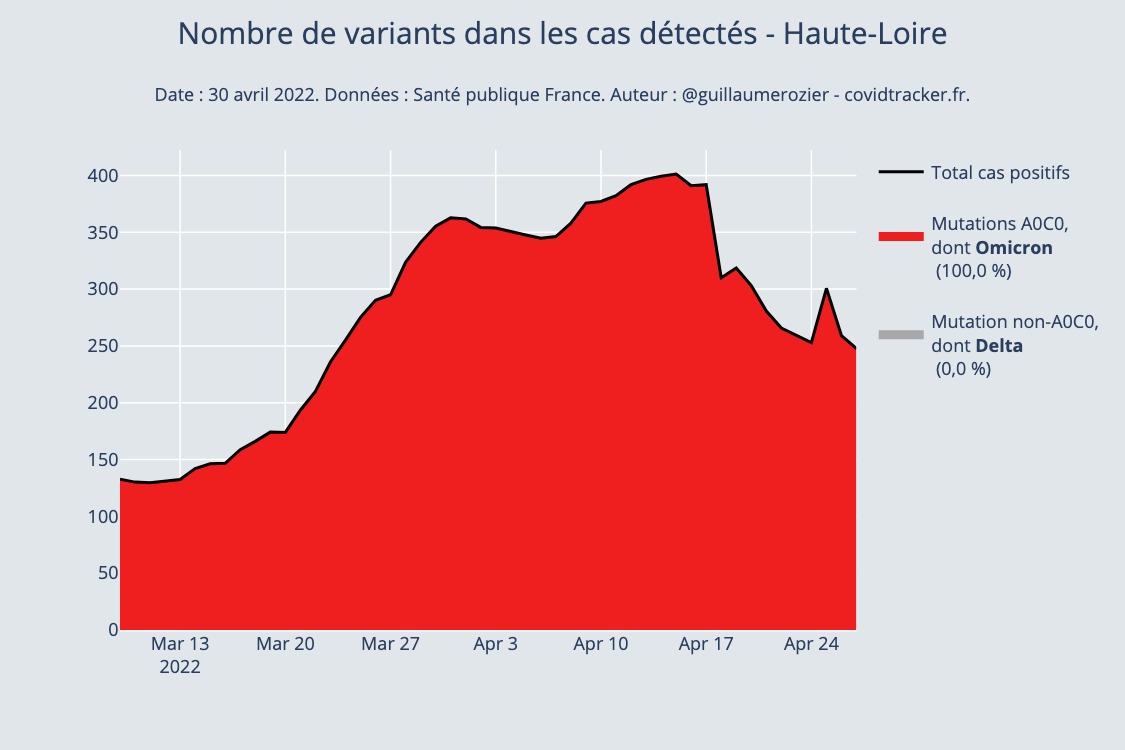 Nombre de variants dans les cas détectés - Haute-Loire
Date : 30 avril 2022. Données : Santé publique France. Auteur : @guillaumerozier - covidtracker.fr.
400
350
300
250
200
150
100
50
0
Mar 13
2022
Mar 20
Mar 27
Apr 3
Apr 10
Apr 17
Apr 24
Total cas positifs
Mutations A0C0,
dont Omicron
(100,0 %)
Mutation non-A0C0,
dont Delta
(0,0 %)